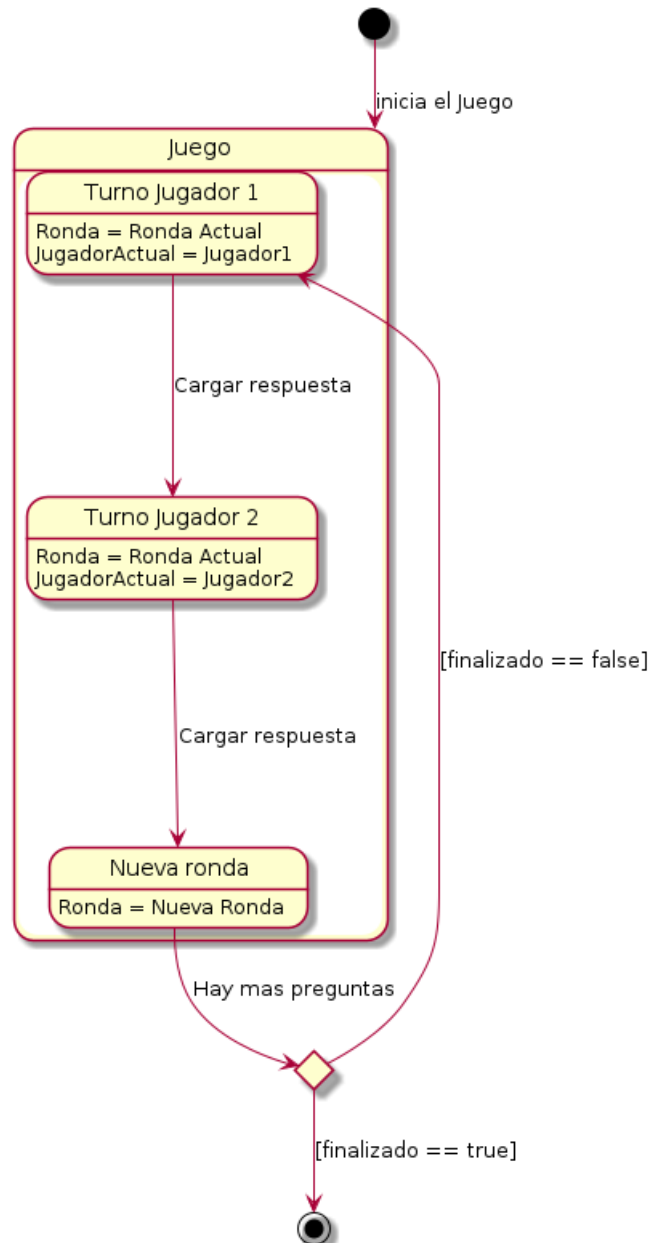 inicia el Juego
Juego
Turno Jugador 1
Ronda = Ronda Actual
JugadorActual = Jugador1
Cargar respuesta
Turno Jugador 2
Ronda = Ronda Actual
JugadorActual = Jugador2
[finalizado == false]
Cargar respuesta
Nueva ronda
Ronda = Nueva Ronda
Hay mas preguntas
[finalizado == true]